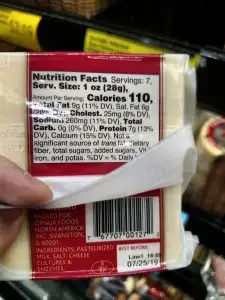 Nutrition Facts Servings: 7,
Serv. Size: 1 oz (28g),
Amount Per Serving: Calories 110,
Total Fat 9g (11% DV), Sat. Fat 6g
DV), Cholest. 25mg (8% DV),
Sodium 260mg (11% DV), Total
Carb. 0g (0% DV), Protein 7g (13%
DV), Calcium (15% DV). Not a
significant source of trans fat, dietary
fiber, total sugars, added sugars, Vit
iron, and potas. %DV = % Daily
PACKED FOR
FOODS
NORTH AMERICA
INC., EVANSTON,
INGREDIENTS: PASTEURIZED
MILK, SALT, CHEESE
CULTURES &
ENZYMES
7 67707 00127 2
BEST BEFORE:
Line1
07/25/19